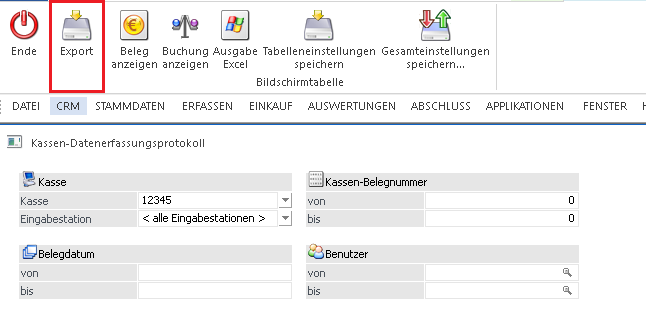 Ende
Export
Beleg anzeigen
Buchung anzeigen
Ausgabe Excel
Tabelleneinstellungen speichern
Gesamteinstellungen speichern...
Bildschirmtabelle
DATEI CRM STAMMDATEN ERFASSEN EINKAUF AUSWERTUNGEN ABSCHLUSS APPLIKATIONEN FENSTER H
Kassen-Datenerfassungsprotokoll
Kasse
Kasse 12345
Eingabestation < alle Eingabestationen >
Kassen-Belegnummer
von 0
bis 0
Belegdatum
von
bis
Benutzer
von
bis